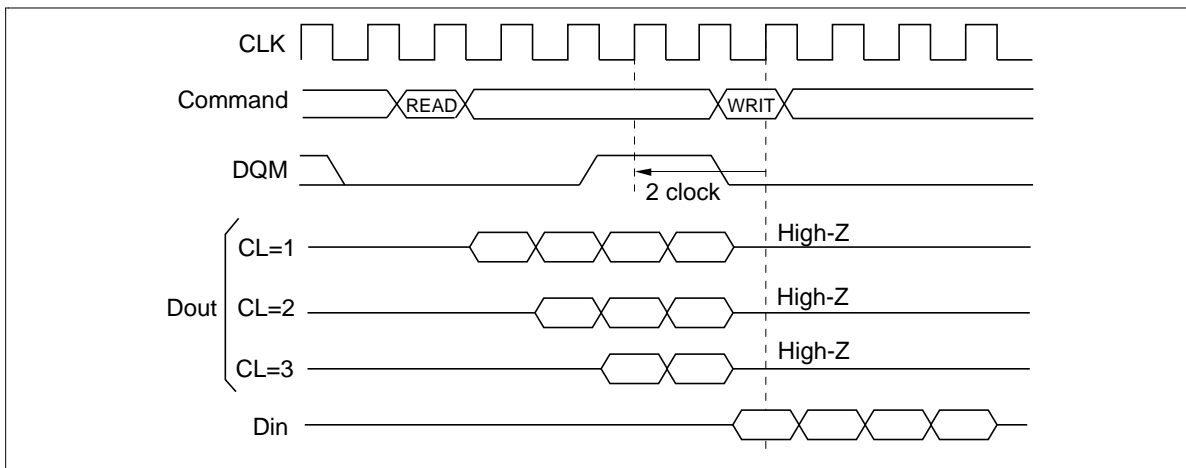 CLK
Command
READ
WRIT
DQM
2 clock
CL=1
High-Z
Dout
CL=2
High-Z
CL=3
High-Z
Din